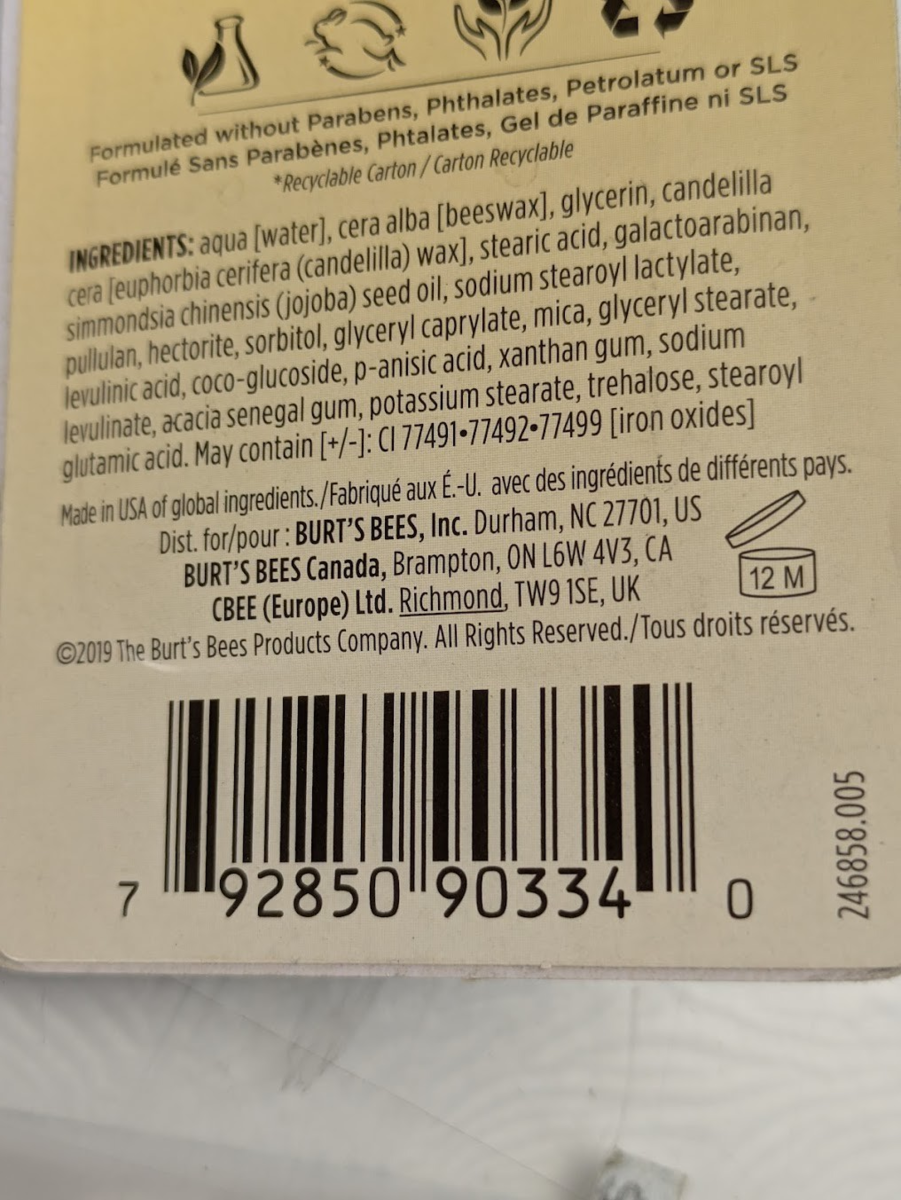 Formulated without Parabens, Phthalates, Petrolatum or SLS
Formulé Sans Parabènes, Phtalates, Gel de Paraffine ni SLS
*Recyclable Carton / Carton Recyclable
INGREDIENTS: aqua [water], cera alba [beeswax], glycerin, candelilla
cera [euphorbia cerifera (candelilla) wax], stearic acid, galactoarabinan,
simmondsia chinensis (jojoba) seed oil, sodium stearoyl lactylate,
pullulan, hectorite, sorbitol, glyceryl caprylate, mica, glyceryl stearate,
levulinic acid, coco-glucoside, p-anisic acid, xanthan gum, sodium
levulinate, acacia senegal gum, potassium stearate, trehalose, stearoyl
glutamic acid. May contain [+/-]: CI 77491•77492•77499 [iron oxides]
Made in USA of global ingredients./Fabriqué aux É.-U. avec des ingrédients de différents pays.
Dist. for/pour : BURT'S BEES, Inc. Durham, NC 27701, US
BURT'S BEES Canada, Brampton, ON L6W 4V3, CA
CBEE (Europe) Ltd. Richmond, TW9 1SE, UK
12 M
©2019 The Burt's Bees Products Company. All Rights Reserved./Tous droits réservés.
7 92850 90334 0
246858.005